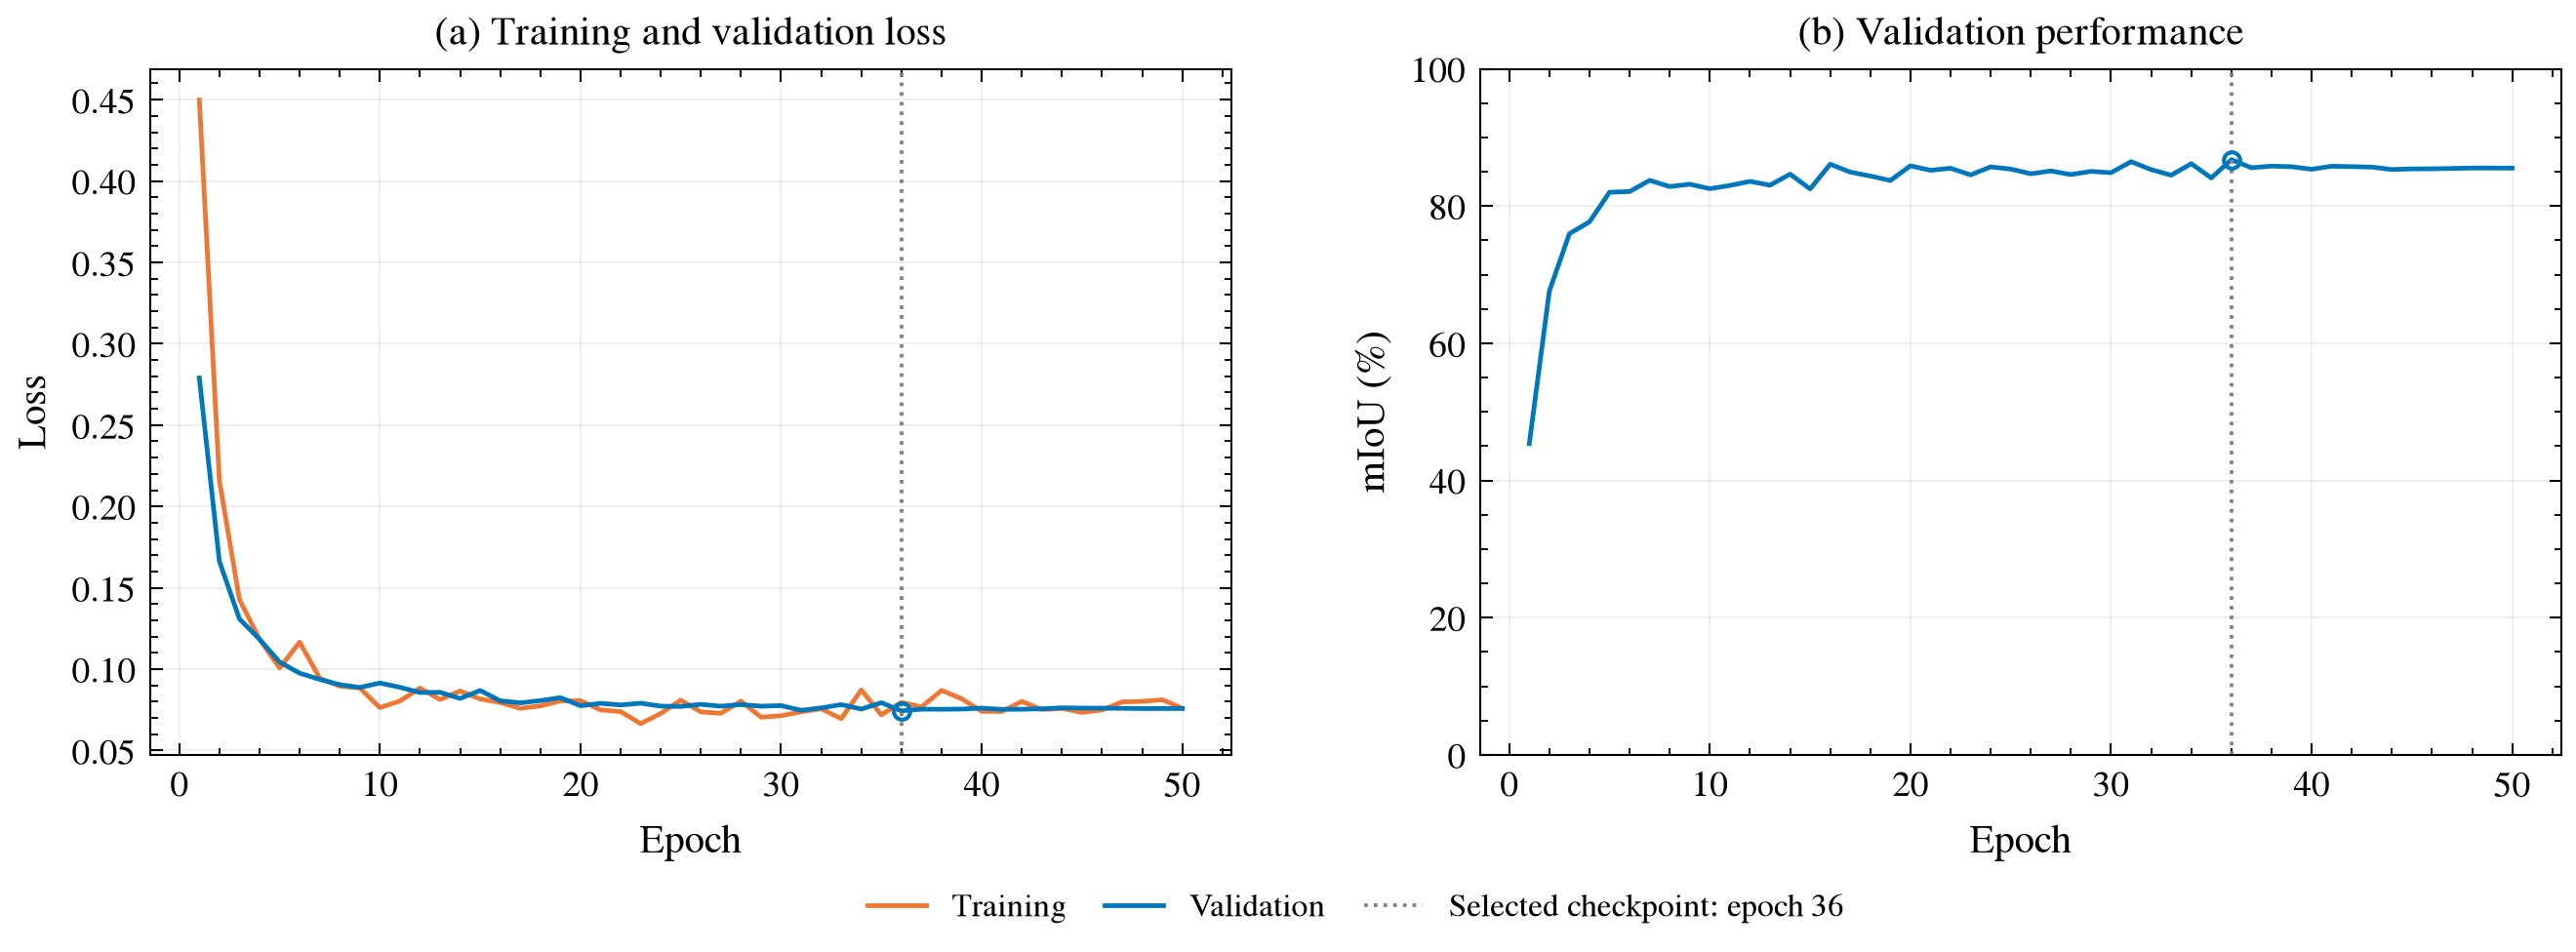 (a) Training and validation loss
0.45
0.40
0.35
0.30
0.25
0.20
0.15
0.10
0.05
Loss
0 10 20 30 40 50
Epoch
(b) Validation performance
100
80
60
40
20
0
mIoU (%)
0 10 20 30 40 50
Epoch
Training Validation Selected checkpoint: epoch 36